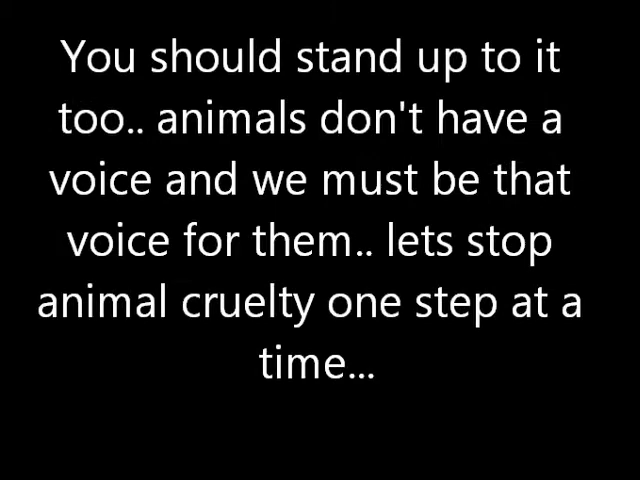 You should stand up to it
too.. animals don't have a
voice and we must be that
voice for them.. lets stop
animal cruelty one step at a
time...